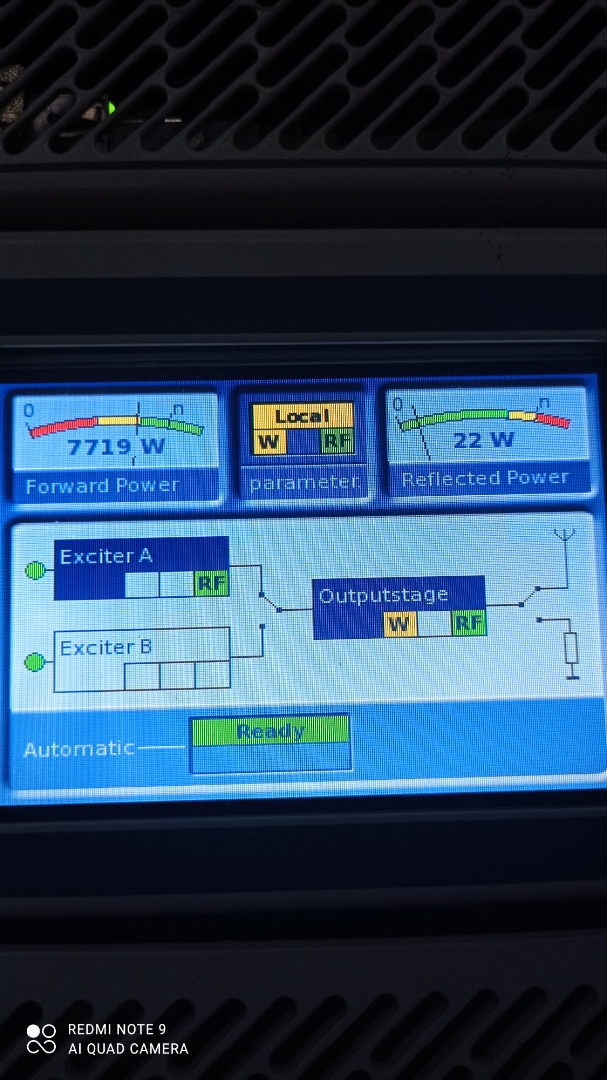 0 n
7719 W
Forward Power
Local
W RF
parameter
0 n
22 W
Reflected Power
Exciter A
RF
Outputstage
W RF
Exciter B
Automatic
Ready
REDMI NOTE 9
AI QUAD CAMERA